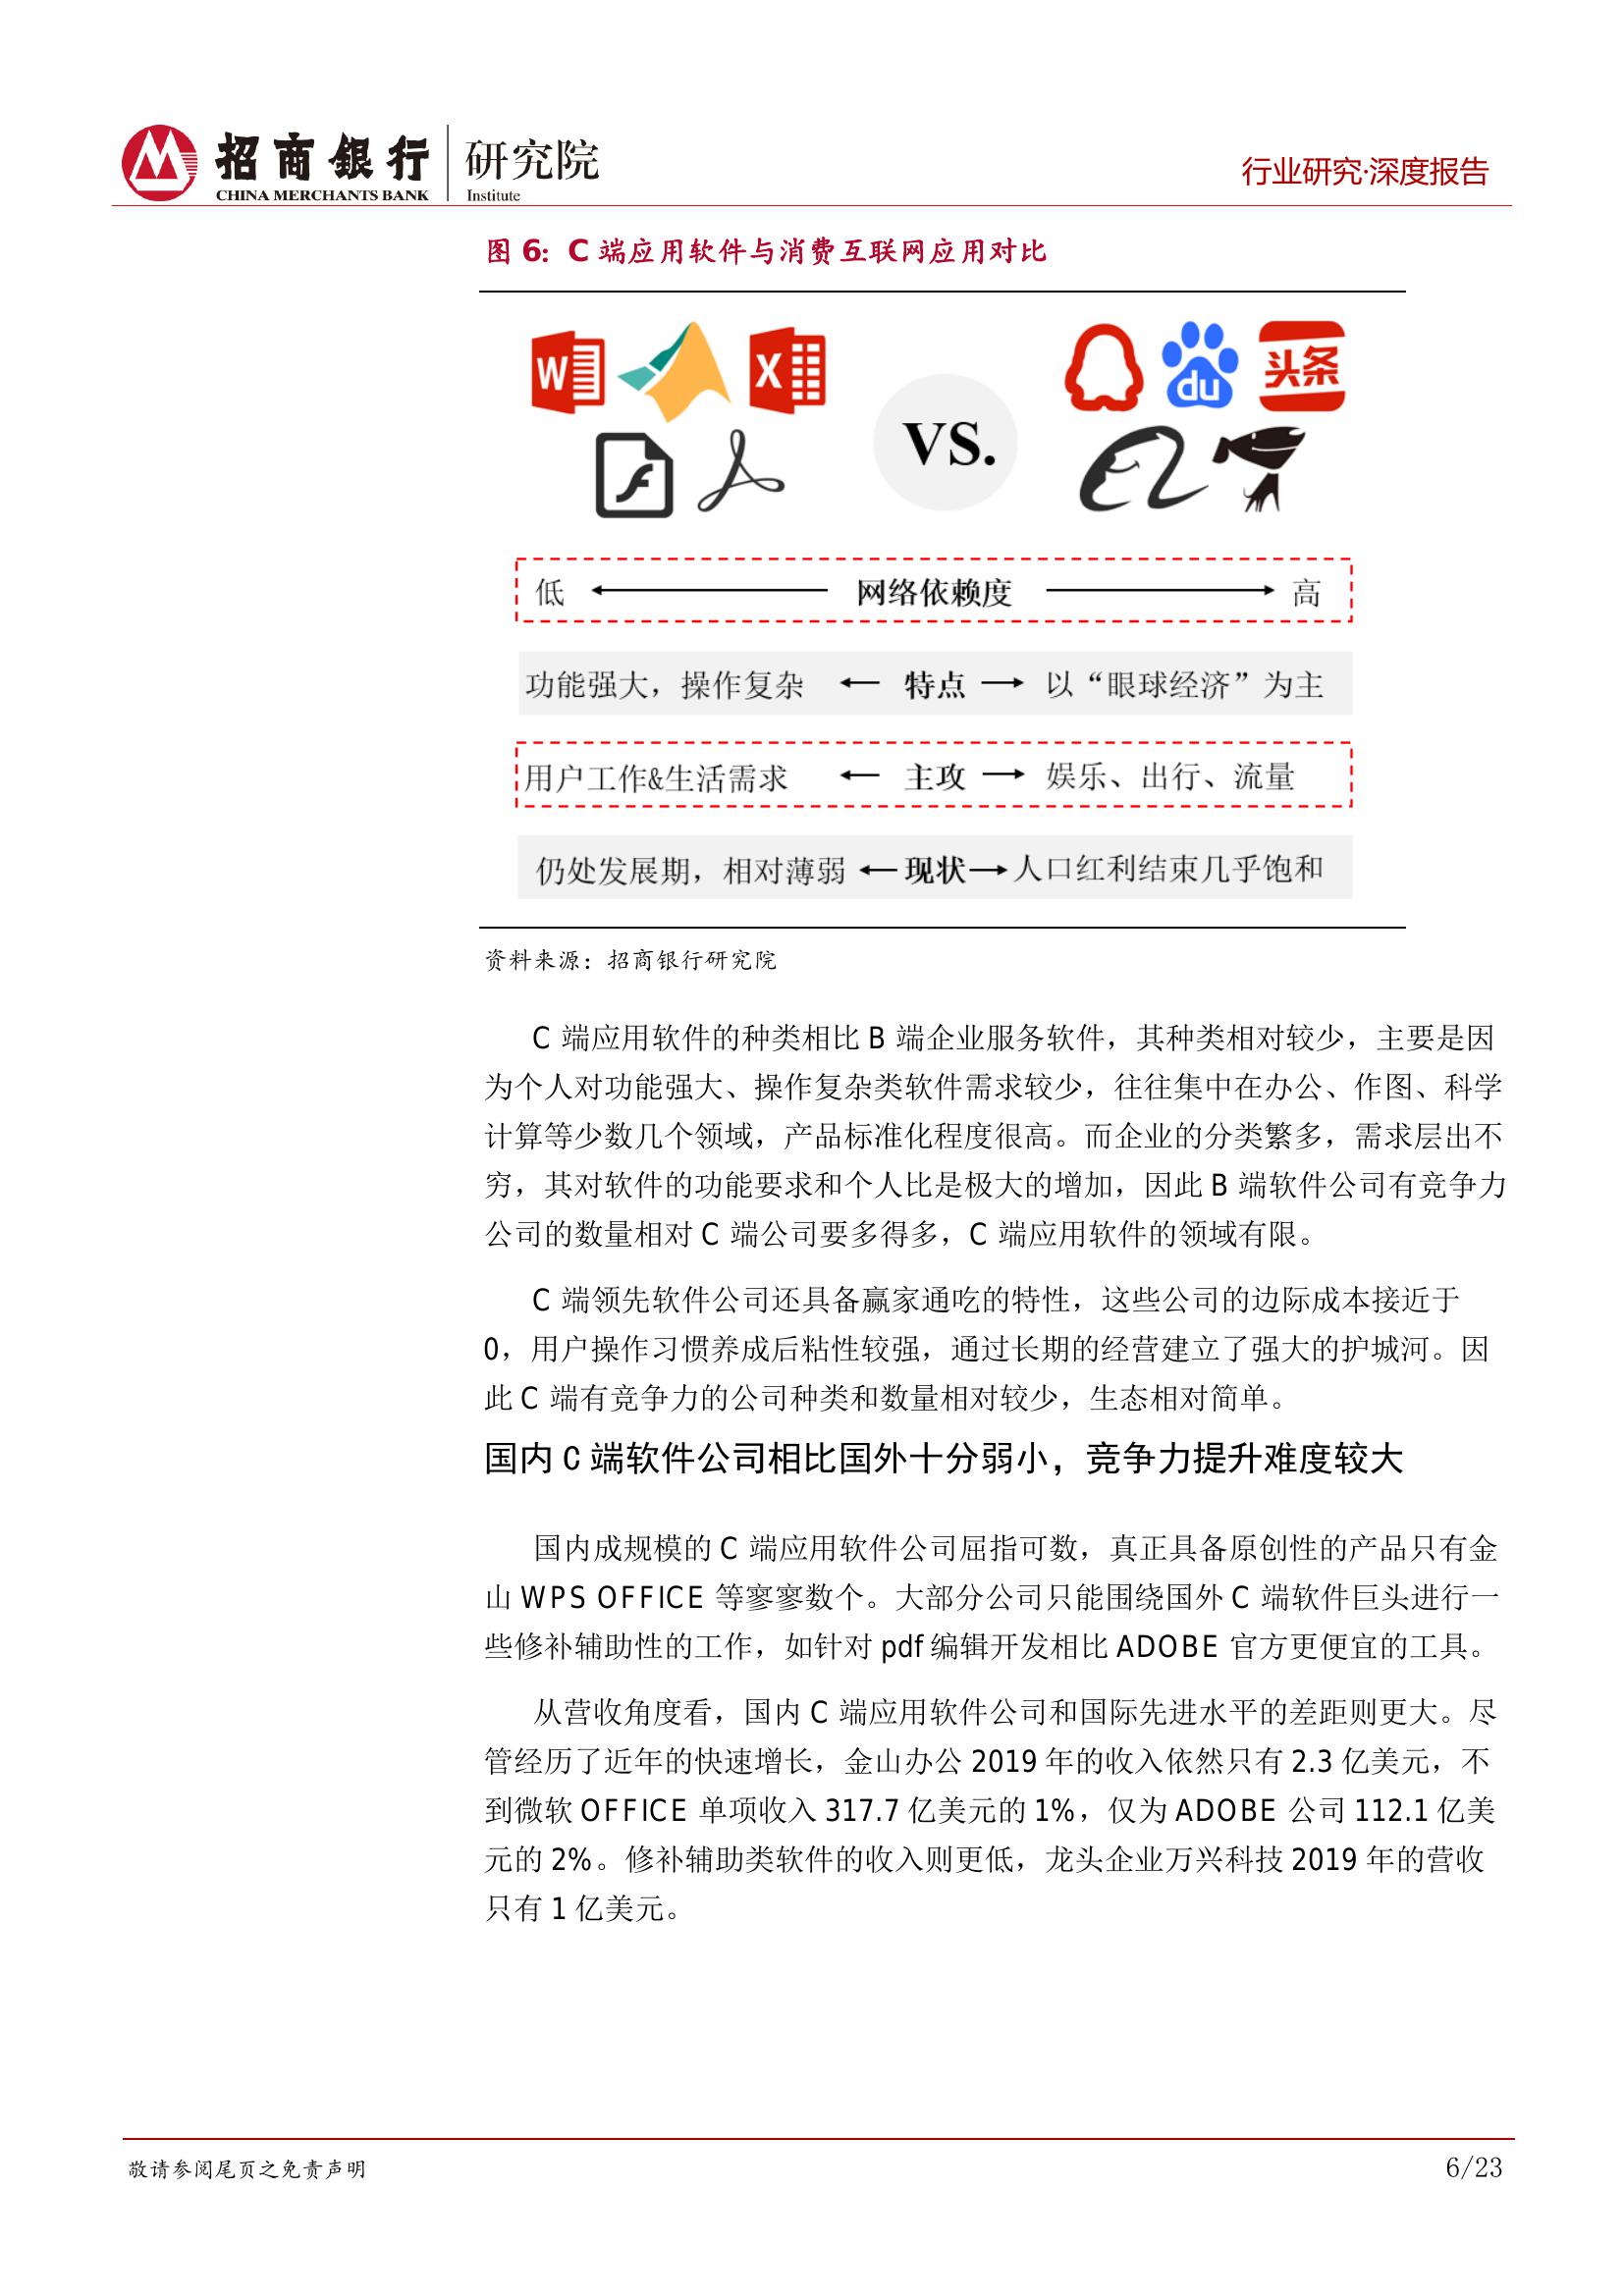 招商银行 研究院
CHINA MERCHANTS BANK Institute
行业研究·深度报告
图 6：C 端应用软件与消费互联网应用对比
W X 头条
du
VS.
低 网络依赖度 高
功能强大，操作复杂 特点 以“眼球经济”为主
用户工作&生活需求 主攻 娱乐、出行、流量
仍处发展期，相对薄弱 现状 人口红利结束几乎饱和
资料来源：招商银行研究院
C 端应用软件的种类相比 B 端企业服务软件，其种类相对较少，主要是因
为个人对功能强大、操作复杂类软件需求较少，往往集中在办公、作图、科学
计算等少数几个领域，产品标准化程度很高。而企业的分类繁多，需求层出不
穷，其对软件的功能要求和个人比是极大的增加，因此 B 端软件公司有竞争力
公司的数量相对 C 端公司要多得多，C 端应用软件的领域有限。
C 端领先软件公司还具备赢家通吃的特性，这些公司的边际成本接近于
0，用户操作习惯养成后粘性较强，通过长期的经营建立了强大的护城河。因
此 C 端有竞争力的公司种类和数量相对较少，生态相对简单。
国内 C 端软件公司相比国外十分弱小，竞争力提升难度较大
国内成规模的 C 端应用软件公司屈指可数，真正具备原创性的产品只有金
山 WPS OFFICE 等寥寥数个。大部分公司只能围绕国外 C 端软件巨头进行一
些修补辅助性的工作，如针对 pdf 编辑开发相比 ADOBE 官方更便宜的工具。
从营收角度看，国内 C 端应用软件公司和国际先进水平的差距则更大。尽
管经历了近年的快速增长，金山办公 2019 年的收入依然只有 2.3 亿美元，不
到微软 OFFICE 单项收入 317.7 亿美元的 1%，仅为 ADOBE 公司 112.1 亿美
元的 2%。修补辅助类软件的收入则更低，龙头企业万兴科技 2019 年的营收
只有 1 亿美元。
敬请参阅尾页之免责声明
6/23